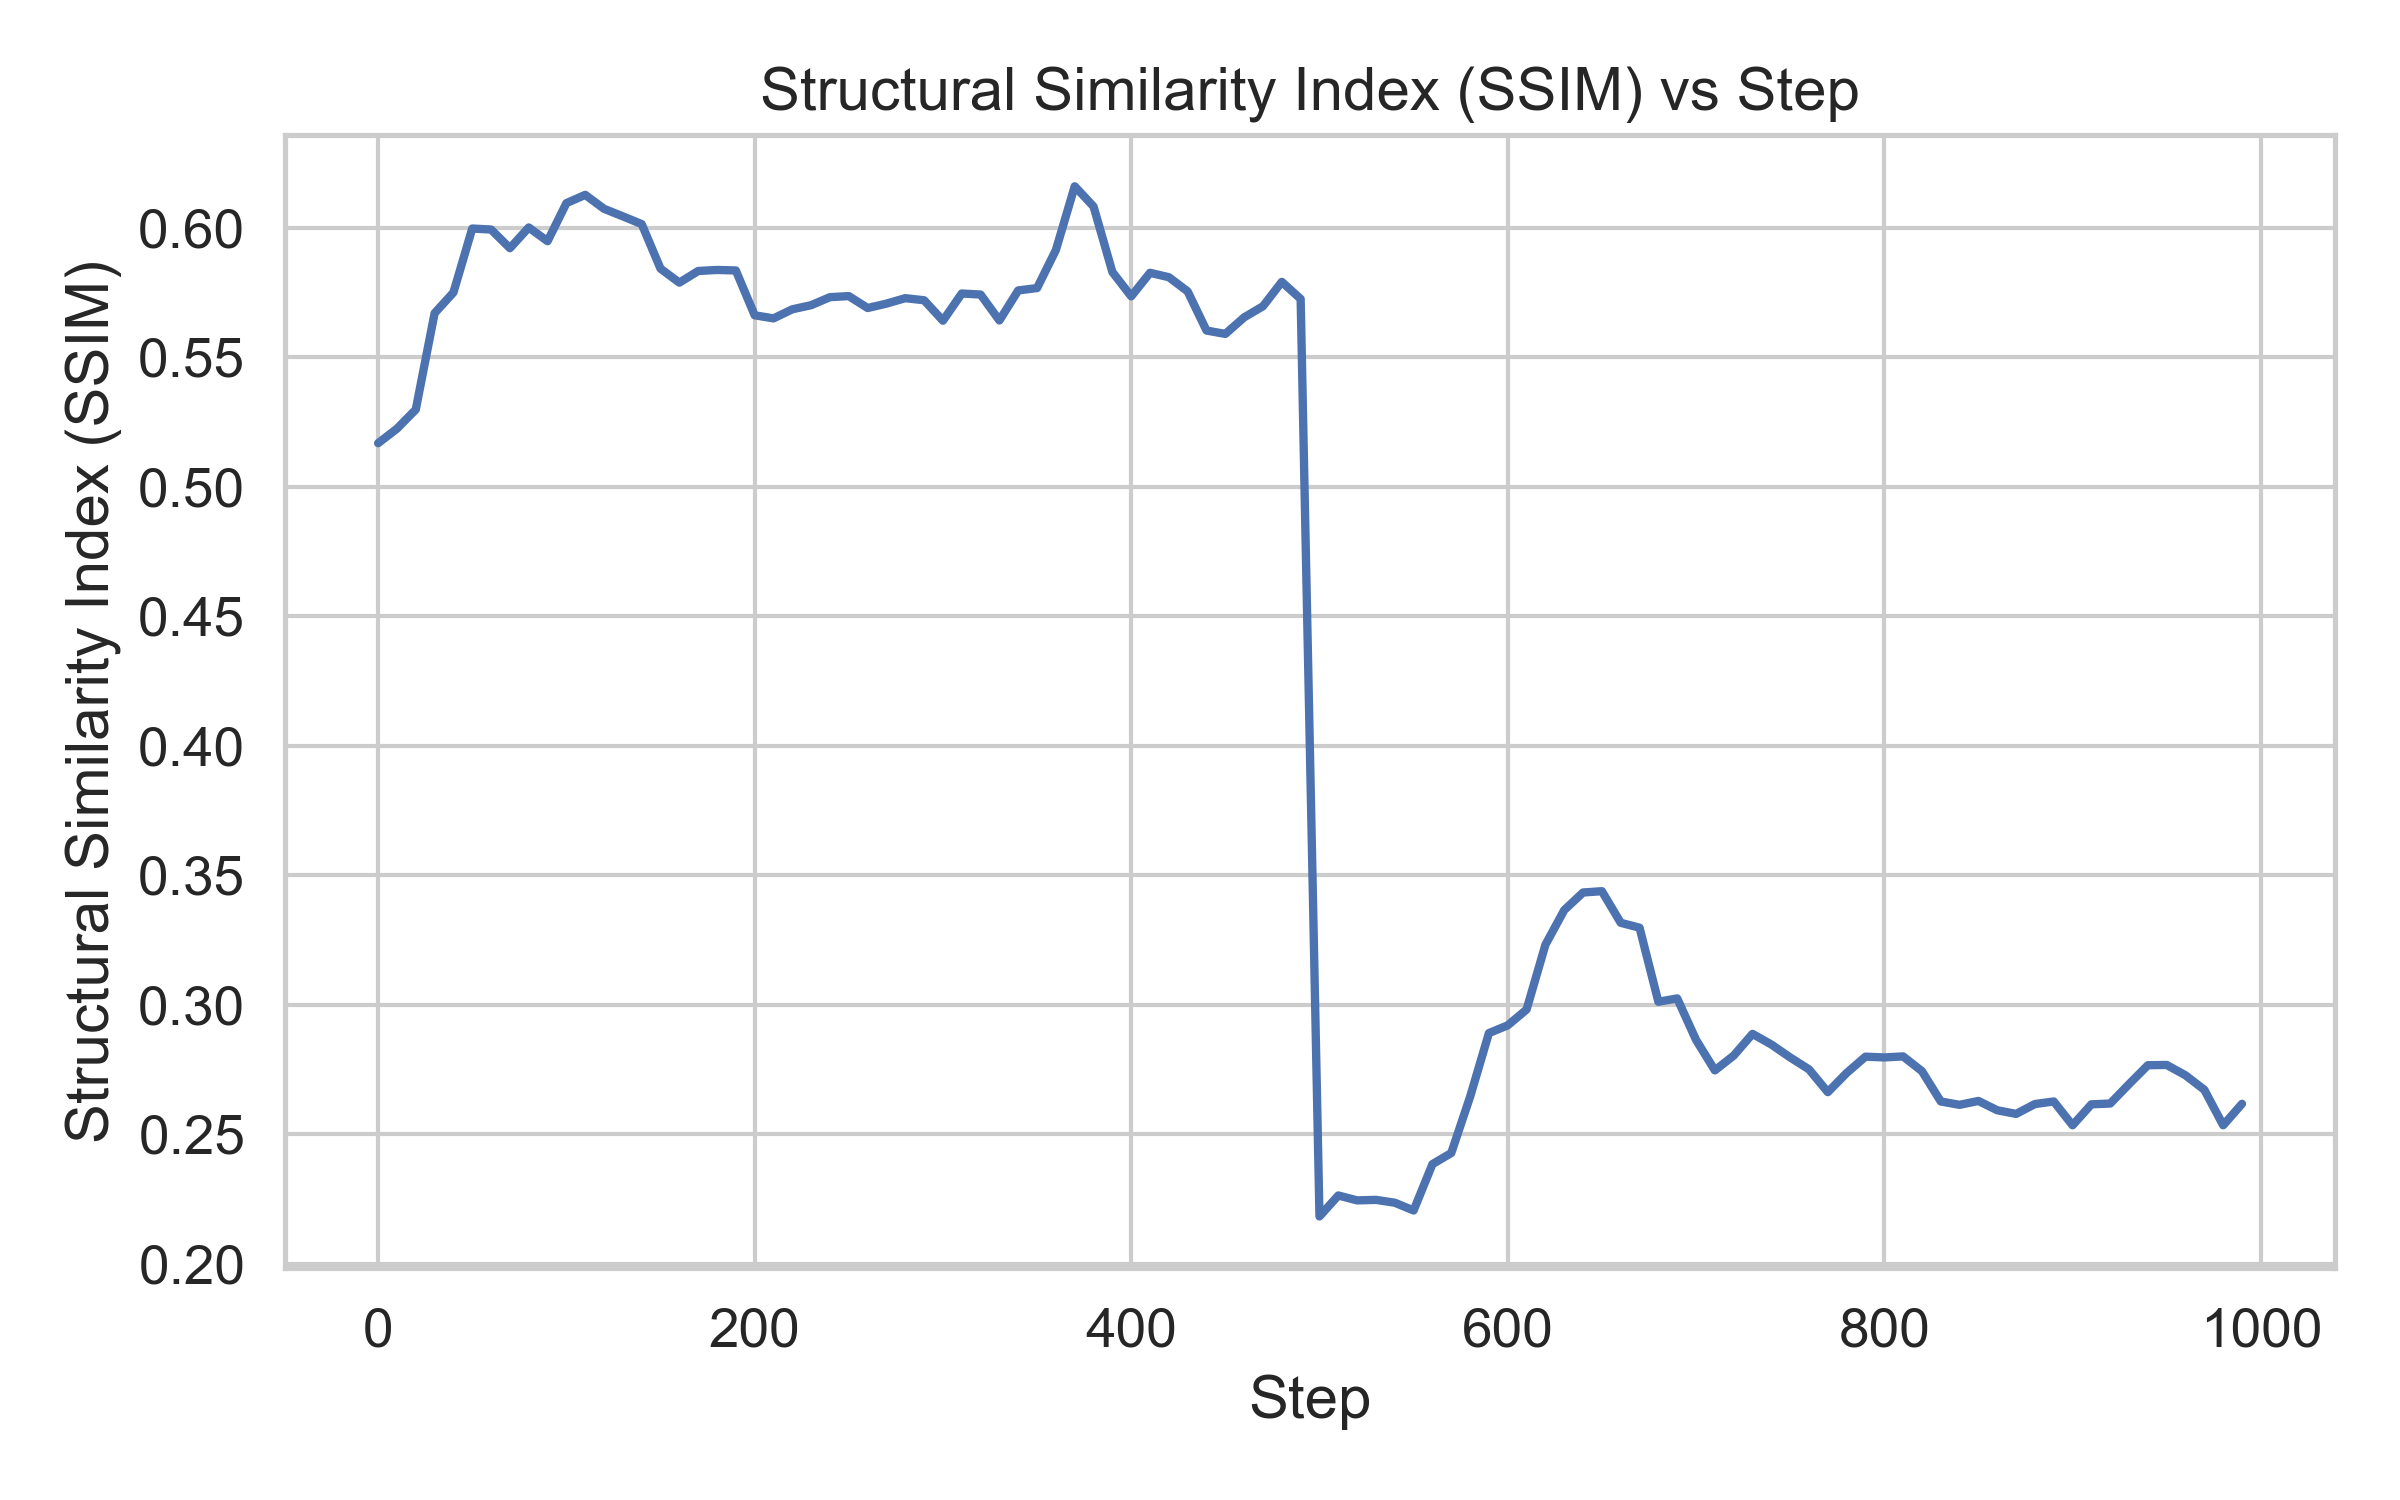 Structural Similarity Index (SSIM) vs Step
Structural Similarity Index (SSIM)
0.60
0.55
0.50
0.45
0.40
0.35
0.30
0.25
0.20
0 200 400 600 800 1000
Step